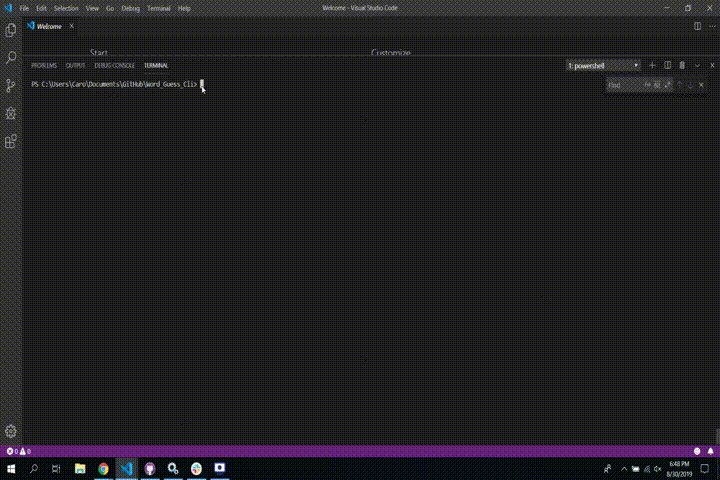 File Edit Selection View Go Debug Terminal Help
Welcome - Visual Studio Code
Welcome
Start
Customize
PROBLEMS OUTPUT DEBUG CONSOLE TERMINAL
1: powershell
PS C:\Users\Caro\Documents\GitHub\Word_Guess_Cli>
Find
0 0
6:48 PM
8/30/2019